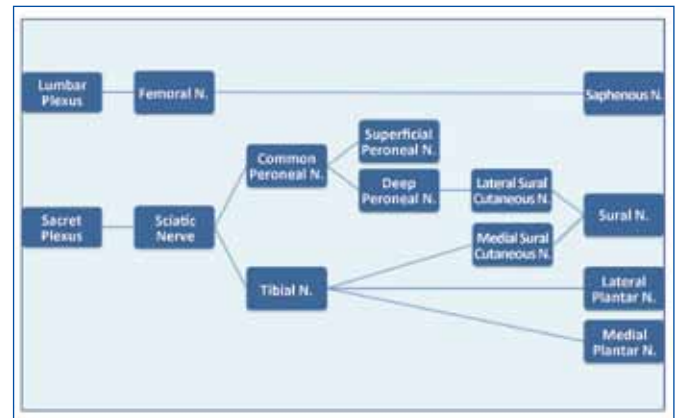 Lumbar
Plexus
Femoral N.
Saphenous N.
Superficial
Peroneal N.
Common
Peroneal N.
Deep
Peroneal N.
Lateral Sural
Cutaneous N.
Sacret
Plexus
Sciatic
Nerve
Sural N.
Medial Sural
Cutaneous N.
Tibial N.
Lateral
Plantar N.
Medial
Plantar N.